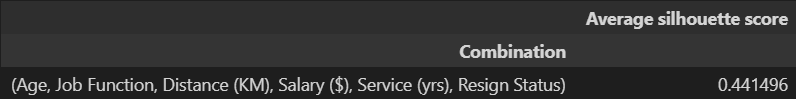 Average silhouette score
Combination
(Age, Job Function, Distance (KM), Salary ($), Service (yrs), Resign Status) 0.441496